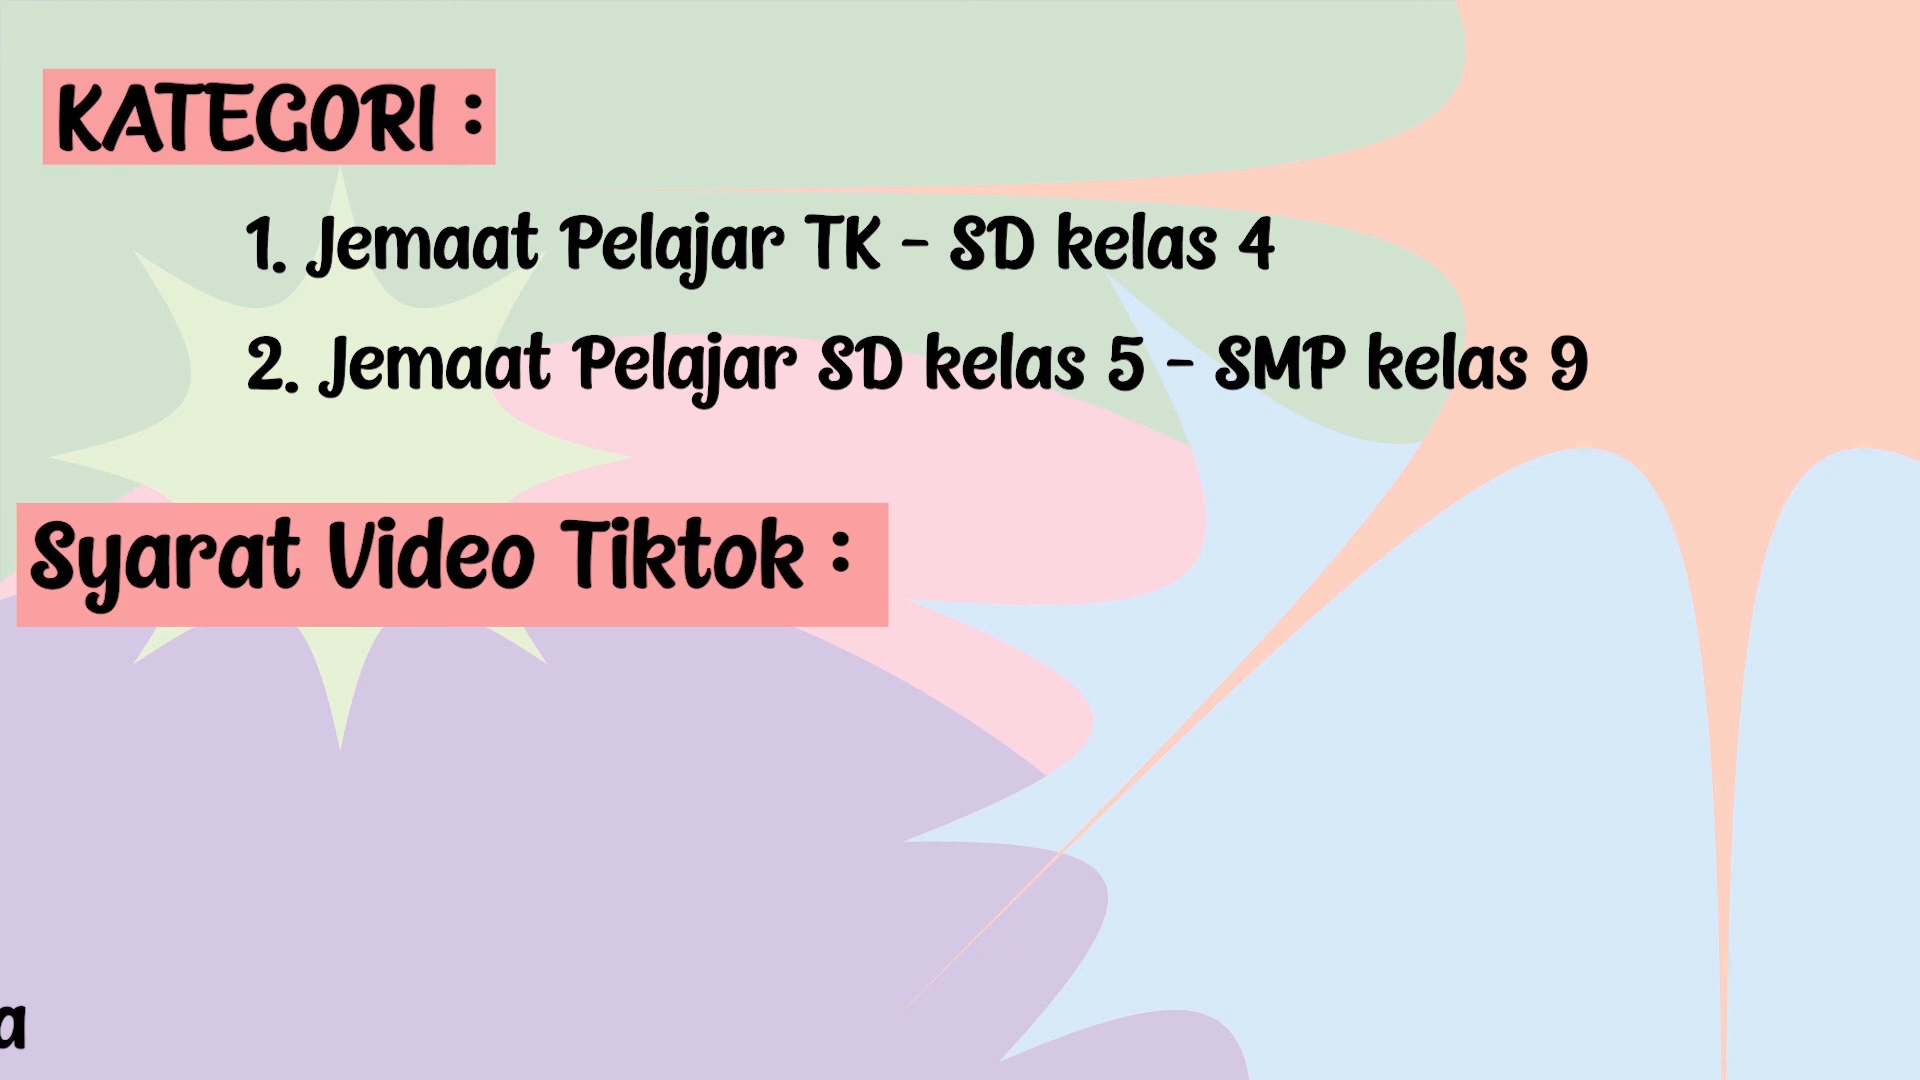 KATEGORI :
1. Jemaat Pelajar TK - SD kelas 4
2. Jemaat Pelajar SD kelas 5 - SMP kelas 9
Syarat Video Tiktok :
a